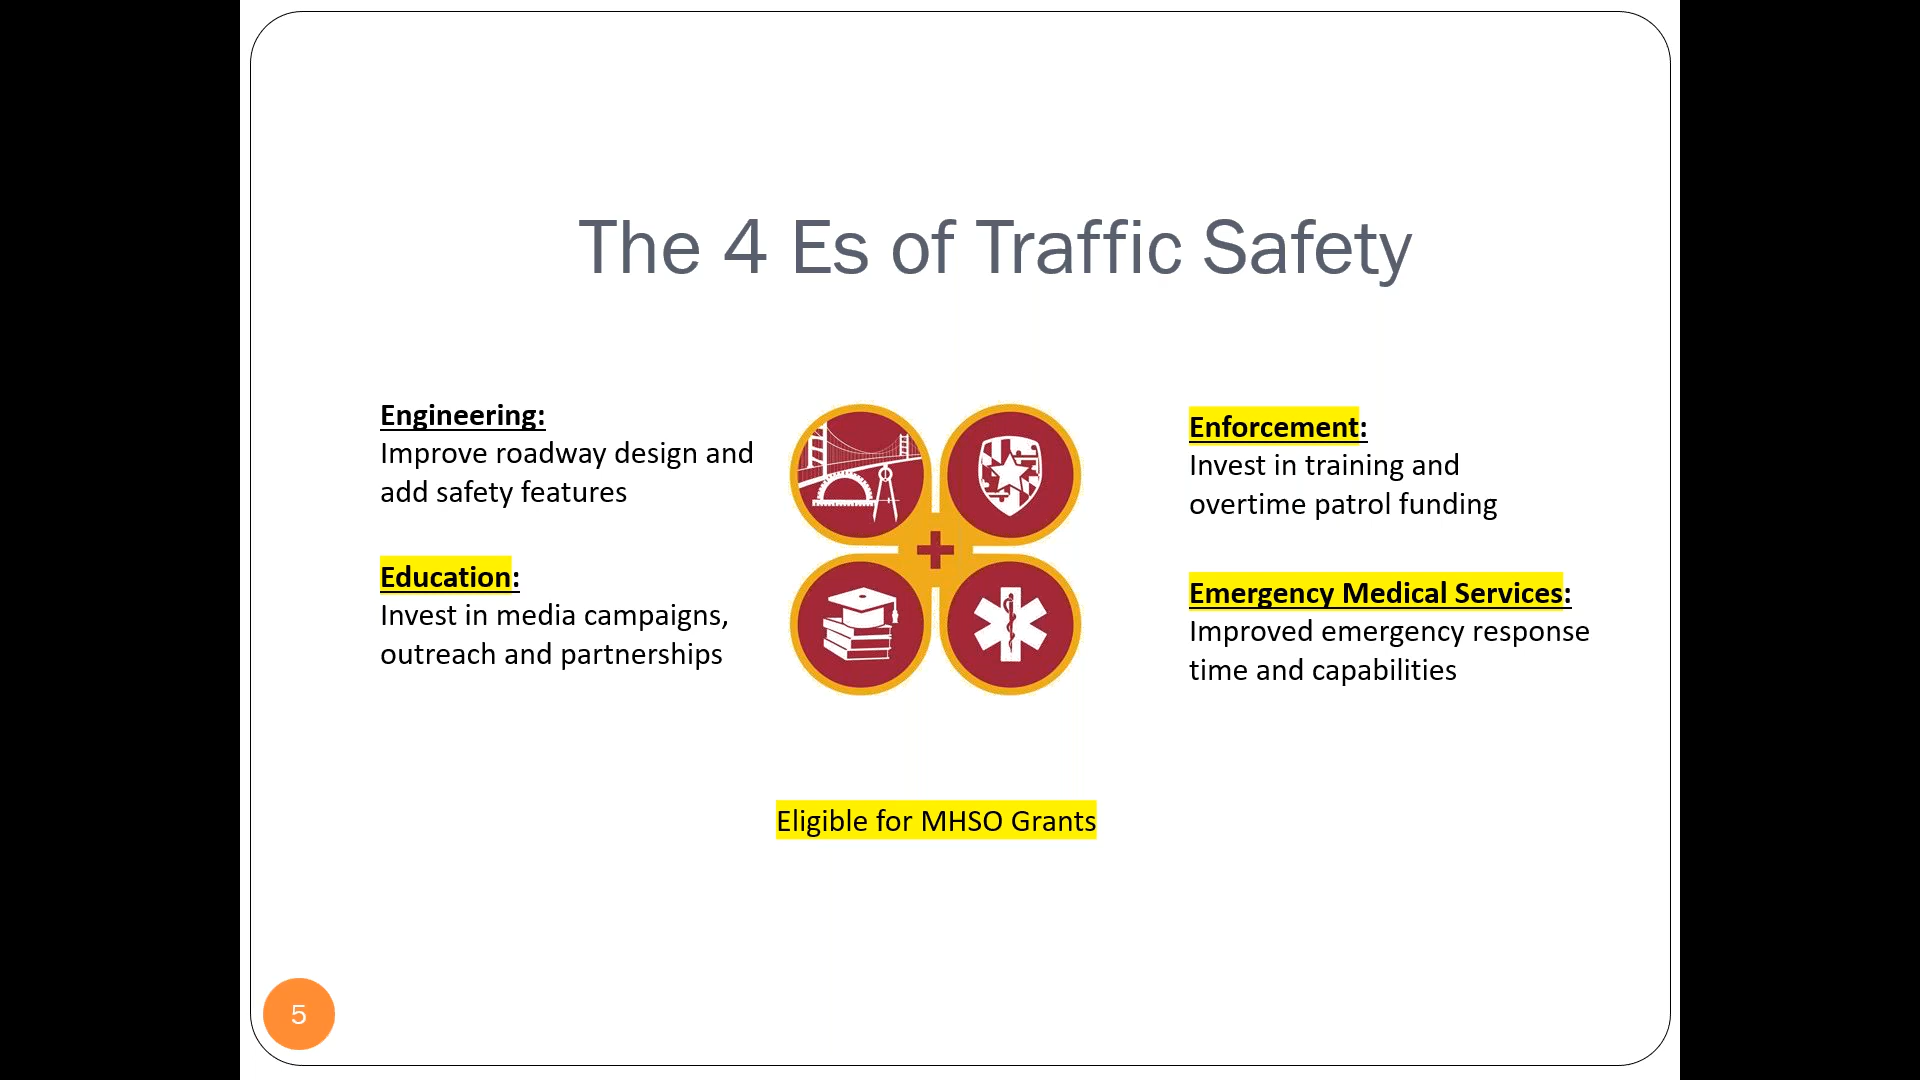 The 4 Es of Traffic Safety
Engineering:
Improve roadway design and
add safety features
Education:
Invest in media campaigns,
outreach and partnerships
Enforcement:
Invest in training and
overtime patrol funding
Emergency Medical Services:
Improved emergency response
time and capabilities
Eligible for MHSO Grants
5